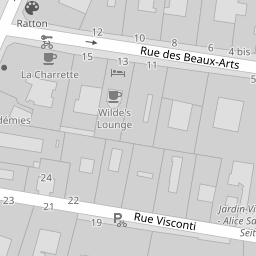 Ratton
12
10
8
6
4 bis
Rue des Beaux-Arts
15
13
11
La Charrette
Wilde's
Lounge
démies
24
23
21
22
19
Rue Visconti
Jardin-Vi
- Alice Sa
Seit